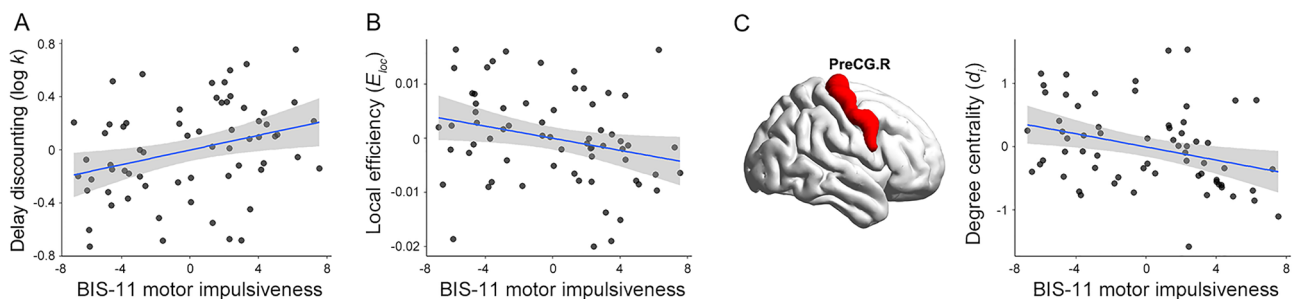 A
Delay discounting (log k)
0.8
0.4
0
-0.4
-0.8
-8
-4
0
4
8
BIS-11 motor impulsiveness
B
Local efficiency (Eloc)
0.01
0
-0.01
-0.02
-8
-4
0
4
8
BIS-11 motor impulsiveness
C
PreCG.R
Degree centrality (di)
1
0
-1
-8
-4
0
4
8
BIS-11 motor impulsiveness